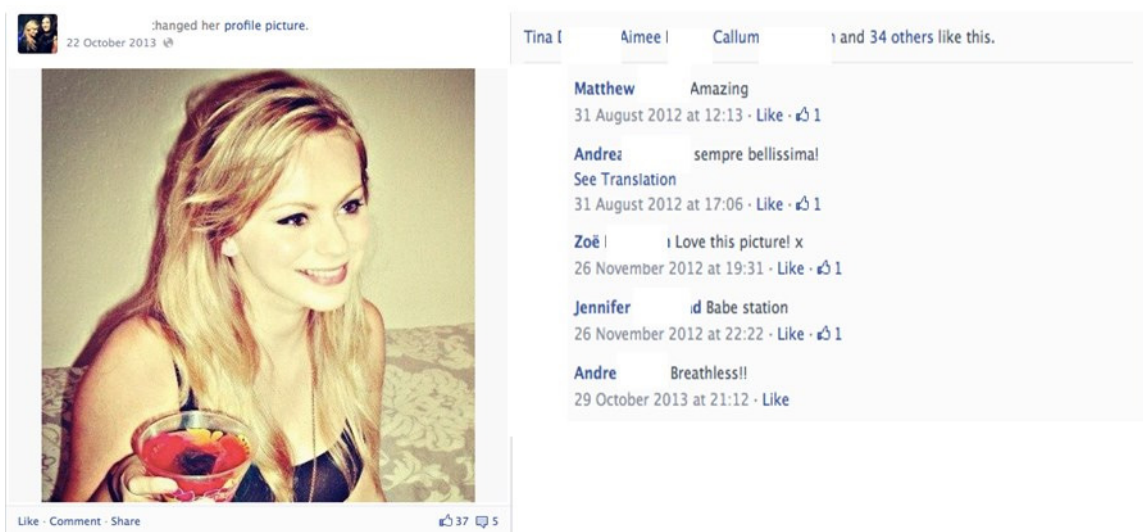 changed her profile picture.
22 October 2013
Like · Comment · Share
37 5
Tina D Aimee Callum and 34 others like this.
Matthew Amazing
31 August 2012 at 12:13 · Like · 1
Andrea sempre bellissima!
See Translation
31 August 2012 at 17:06 · Like · 1
Zoë Love this picture! x
26 November 2012 at 19:31 · Like · 1
Jennifer d Babe station
26 November 2012 at 22:22 · Like · 1
Andre Breathless!!
29 October 2013 at 21:12 · Like